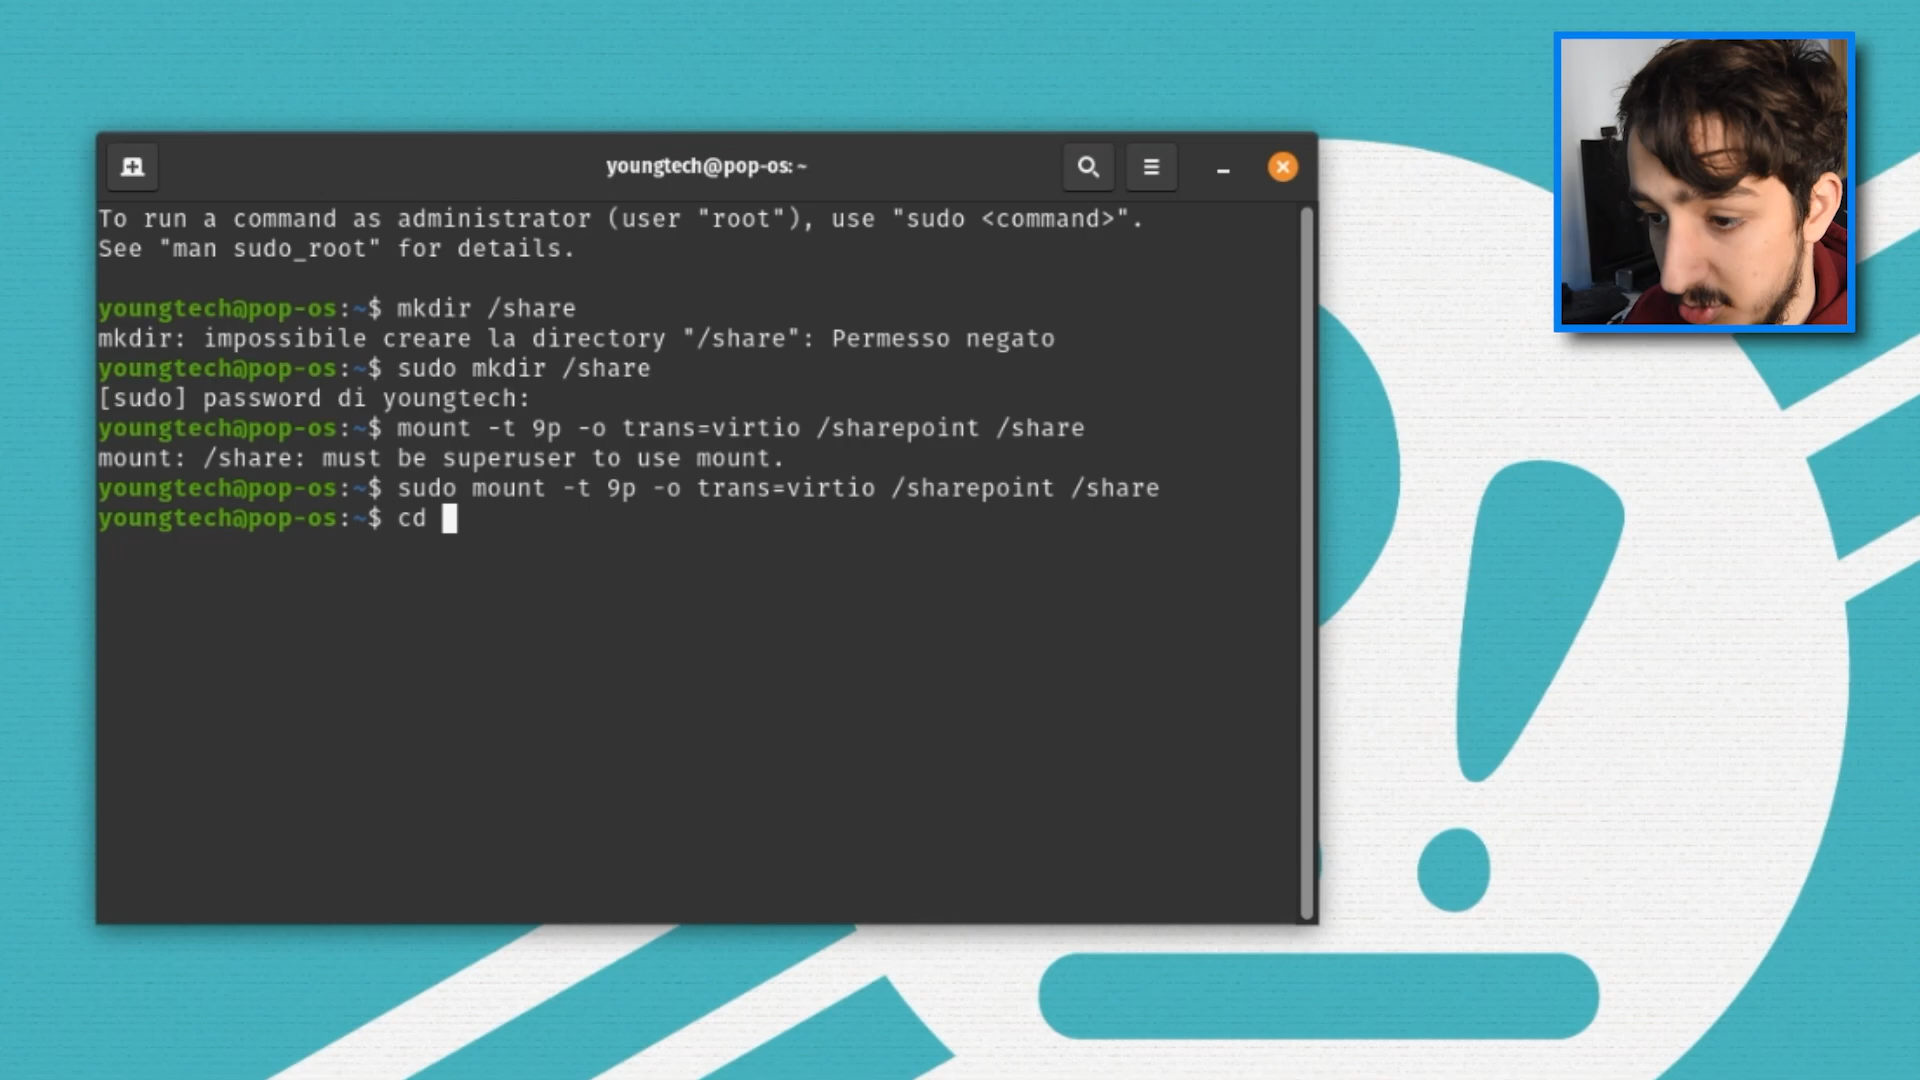 youngtech@pop-os: ~
To run a command as administrator (user "root"), use "sudo <command>".
See "man sudo_root" for details.
youngtech@pop-os:~$ mkdir /share
mkdir: impossibile creare la directory "/share": Permesso negato
youngtech@pop-os:~$ sudo mkdir /share
[sudo] password di youngtech:
youngtech@pop-os:~$ mount -t 9p -o trans=virtio /sharepoint /share
mount: /share: must be superuser to use mount.
youngtech@pop-os:~$ sudo mount -t 9p -o trans=virtio /sharepoint /share
youngtech@pop-os:~$ cd